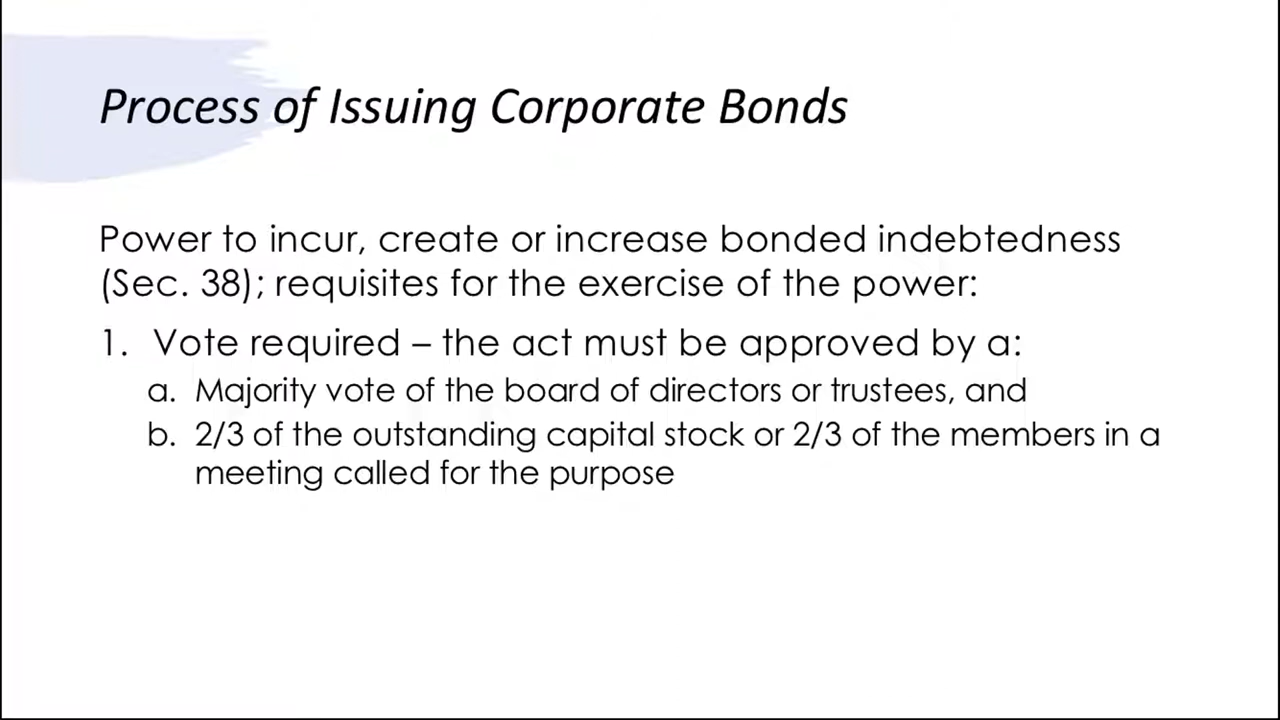 Process of Issuing Corporate Bonds
Power to incur, create or increase bonded indebtedness
(Sec. 38); requisites for the exercise of the power:
1. Vote required – the act must be approved by a:
a. Majority vote of the board of directors or trustees, and
b. 2/3 of the outstanding capital stock or 2/3 of the members in a
meeting called for the purpose